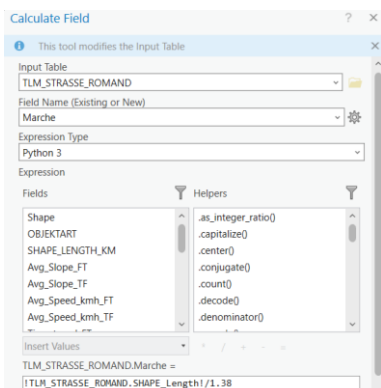 Calculate Field ? ×
This tool modifies the Input Table ×
Input Table
TLM_STRASSE_ROMAND
Field Name (Existing or New)
Marche
Expression Type
Python 3
Expression
Fields Helpers
Shape .as_integer_ratio()
OBJEKTART .capitalize()
SHAPE_LENGTH_KM .center()
Avg_Slope_FT .conjugate()
Avg_Slope_TF .count()
Avg_Speed_kmh_FT .decode()
Avg_Speed_kmh_TF .denominator()
Insert Values * / + - =
TLM_STRASSE_ROMAND.Marche =
!TLM_STRASSE_ROMAND.SHAPE_Length!/1.38